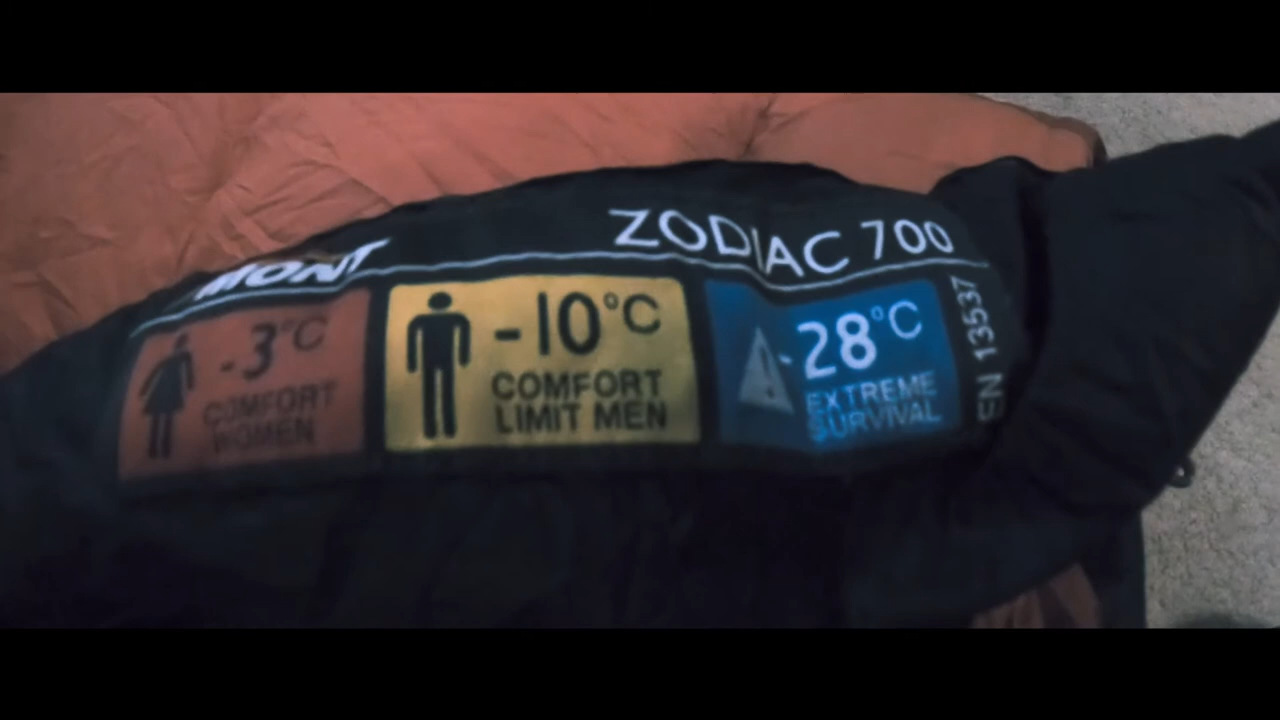 MONT
ZODIAC 700
-3°C
COMFORT
WOMEN
-10°C
COMFORT
LIMIT MEN
-28°C
EXTREME
SURVIVAL
EN 13537